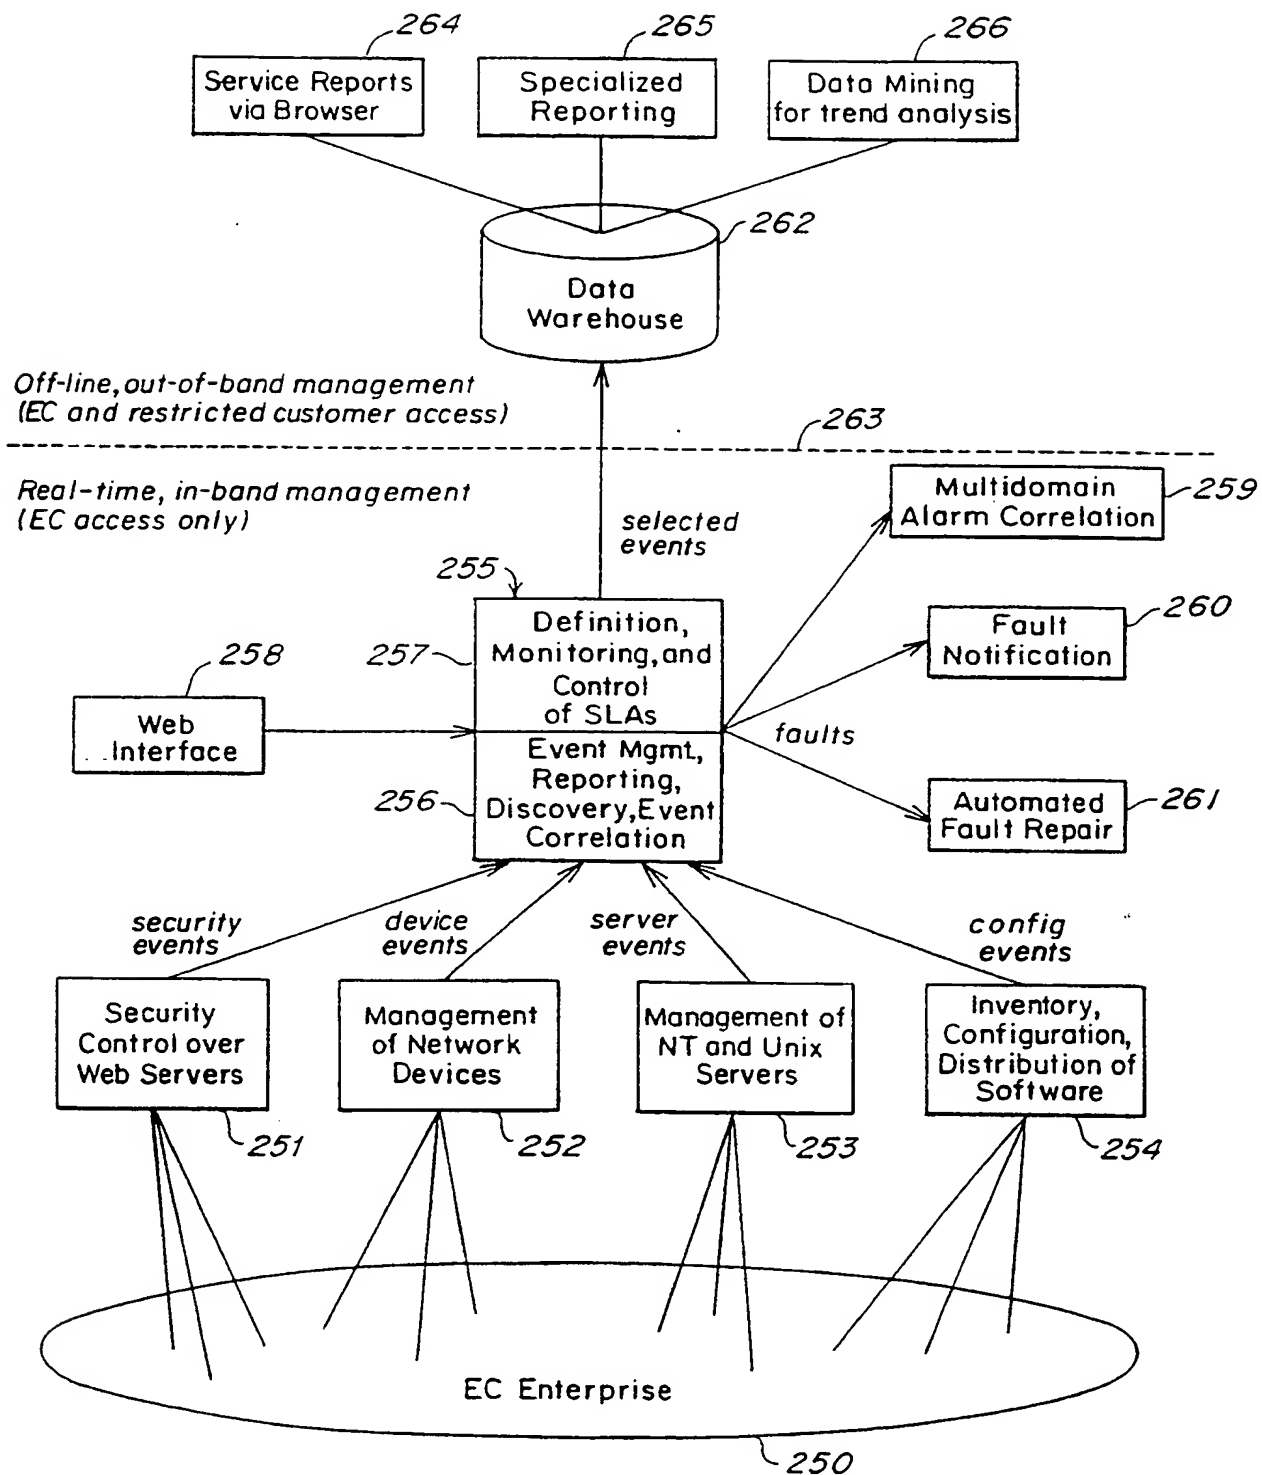 264
265
266
Service Reports
via Browser
Specialized
Reporting
Data Mining
for trend analysis
262
Data
Warehouse
Off-line, out-of-band management
(EC and restricted customer access)
263
Real-time, in-band management
(EC access only)
selected
events
Multidomain
Alarm Correlation
259
255
Definition,
Monitoring, and
Control
of SLAs
257
258
Web
Interface
Fault
Notification
260
faults
Event Mgmt,
Reporting,
Discovery, Event
Correlation
256
Automated
Fault Repair
261
security
events
device
events
server
events
config
events
Security
Control over
Web Servers
Management
of Network
Devices
Management of
NT and Unix
Servers
Inventory,
Configuration,
Distribution of
Software
251
252
253
254
EC Enterprise
250